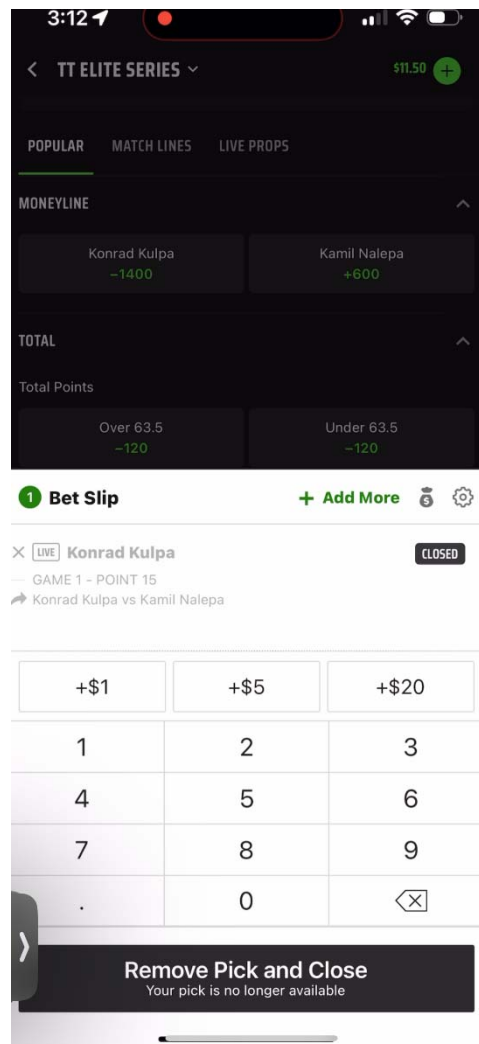 3:12
TT ELITE SERIES
$11.50
POPULAR MATCH LINES LIVE PROPS
MONEYLINE
Konrad Kulpa Kamil Nalepa
−1400 +600
TOTAL
Total Points
Over 63.5 Under 63.5
−120 −120
1 Bet Slip + Add More
LIVE Konrad Kulpa CLOSED
GAME 1 - POINT 15
Konrad Kulpa vs Kamil Nalepa
+$1 +$5 +$20
1 2 3
4 5 6
7 8 9
. 0
Remove Pick and Close
Your pick is no longer available